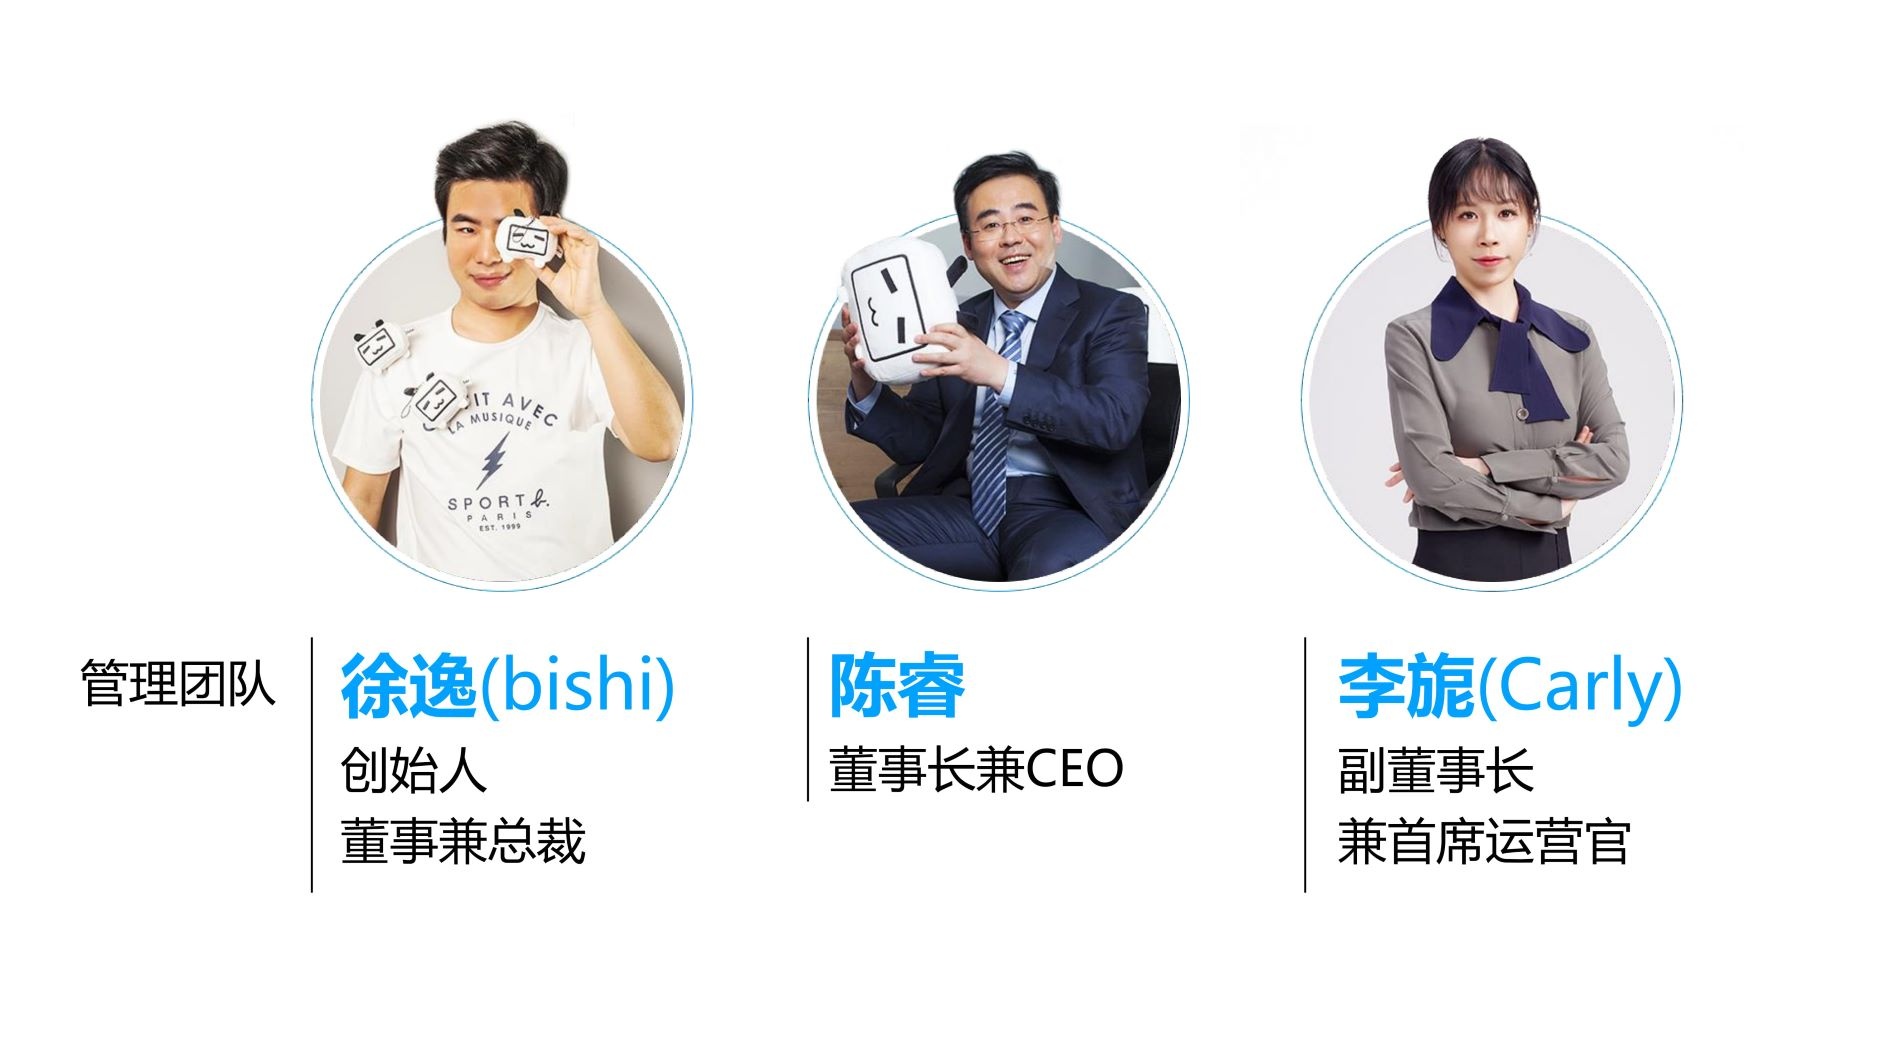 IT AVEC
LA MUSIQUE
SPORT b.
PARIS
EST. 1999
管理团队
徐逸(bishi)
创始人
董事兼总裁
陈睿
董事长兼CEO
李旎(Carly)
副董事长
兼首席运营官